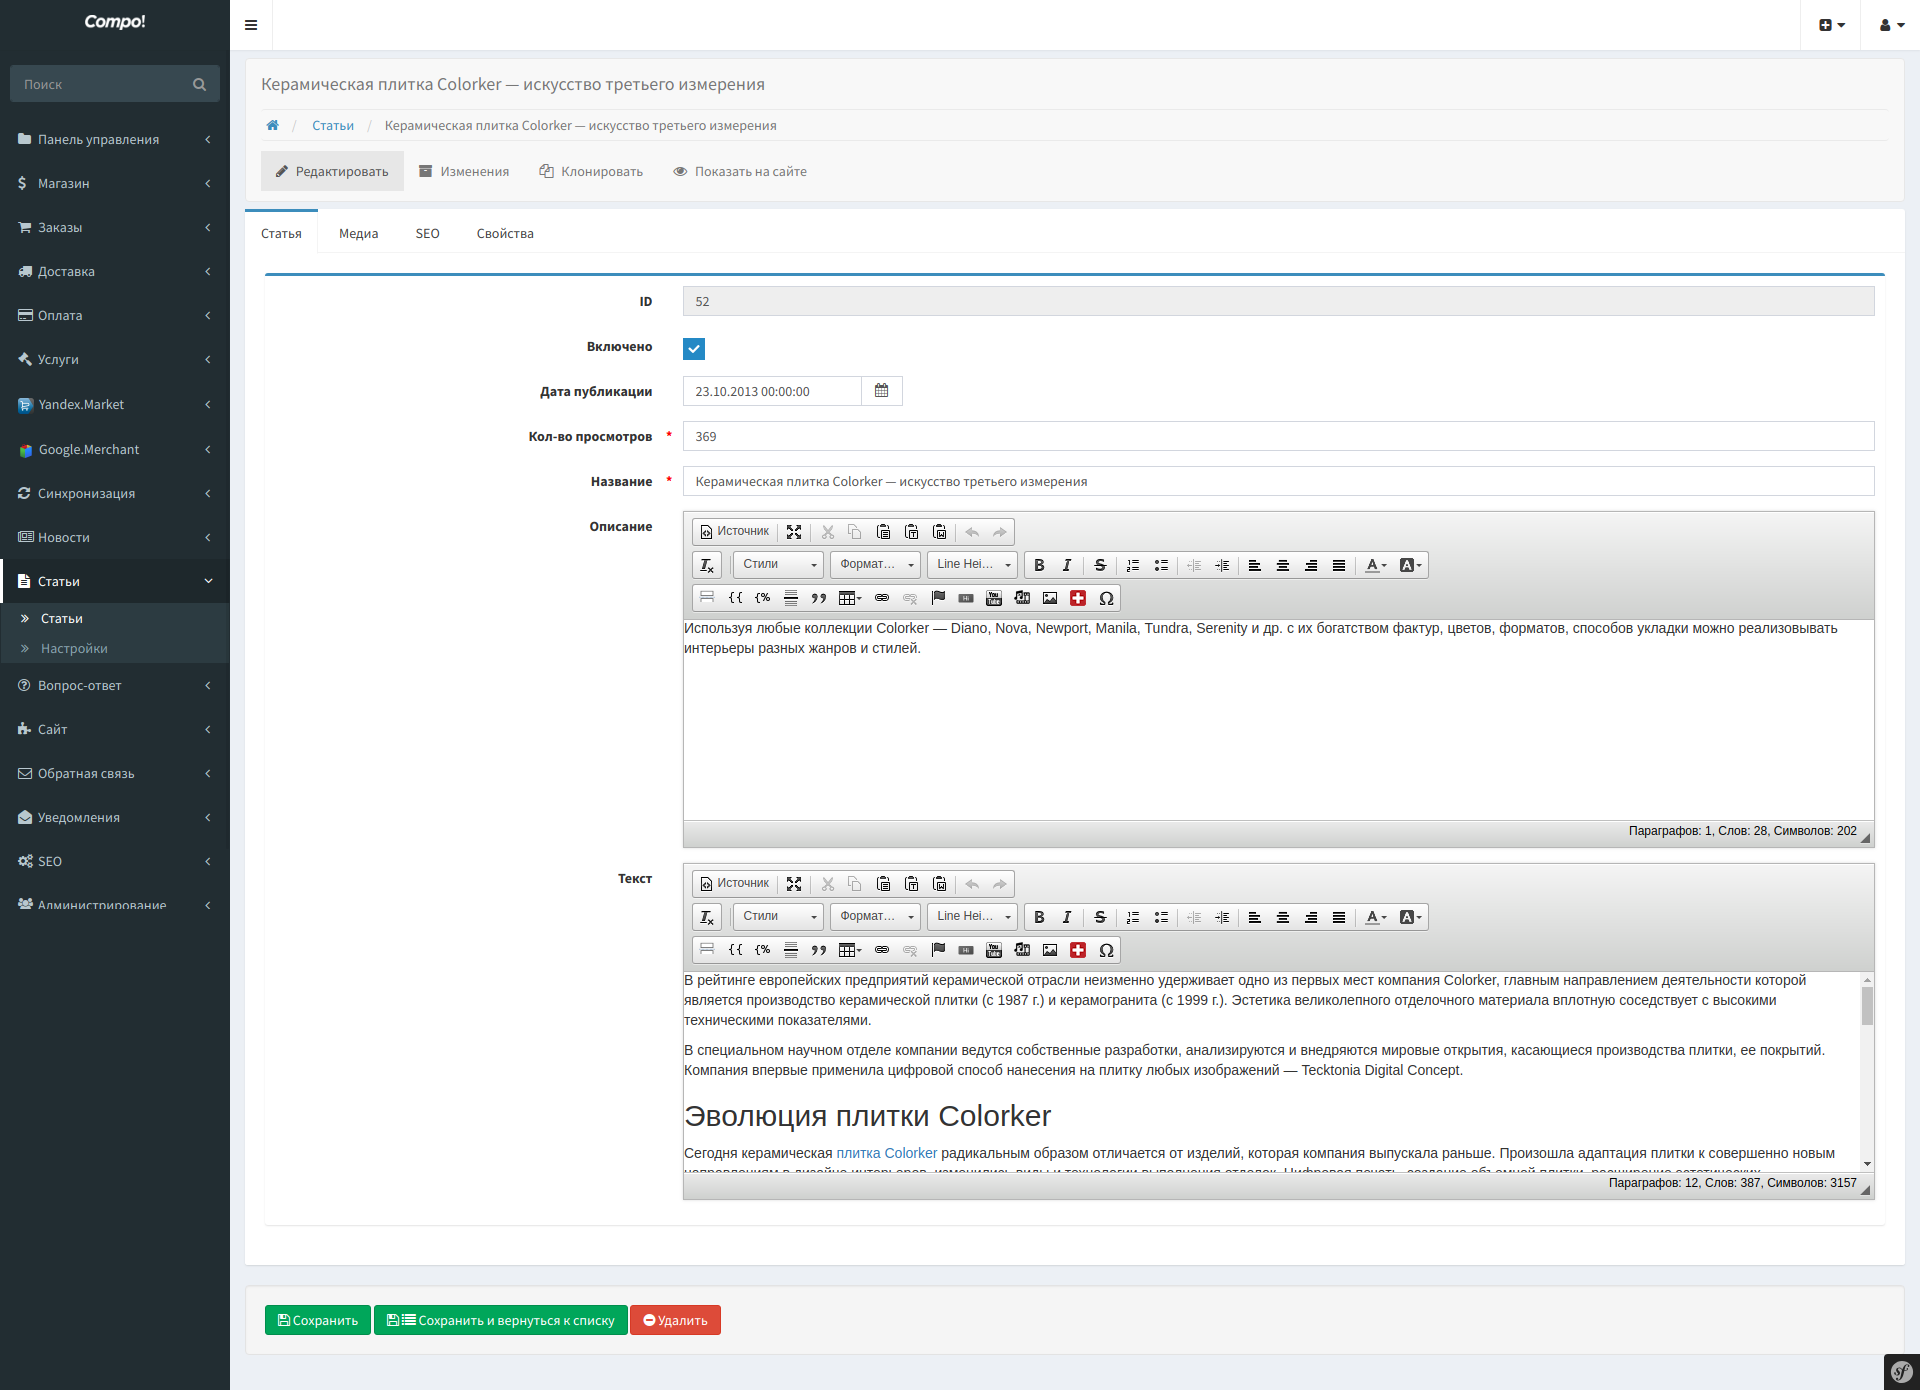 Compo!
Поиск
Панель управления
Магазин
Заказы
Доставка
Оплата
Услуги
Yandex.Market
Google.Merchant
Синхронизация
Новости
Статьи
Статьи
Настройки
Вопрос-ответ
Сайт
Обратная связь
Уведомления
SEO
Администрирование
Керамическая плитка Colorker — искусство третьего измерения
/ Статьи / Керамическая плитка Colorker — искусство третьего измерения
Редактировать Изменения Клонировать Показать на сайте
Статья Медиа SEO Свойства
ID 52
Включено
Дата публикации 23.10.2013 00:00:00
Кол-во просмотров * 369
Название * Керамическая плитка Colorker — искусство третьего измерения
Описание
Источник
Стили Формат... Line Hei...
Используя любые коллекции Colorker — Diano, Nova, Newport, Manila, Tundra, Serenity и др. с их богатством фактур, цветов, форматов, способов укладки можно реализовывать
интерьеры разных жанров и стилей.
Параграфов: 1, Слов: 28, Символов: 202
Текст
Источник
Стили Формат... Line Hei...
В рейтинге европейских предприятий керамической отрасли неизменно удерживает одно из первых мест компания Colorker, главным направлением деятельности которой
является производство керамической плитки (с 1987 г.) и керамогранита (с 1999 г.). Эстетика великолепного отделочного материала вплотную соседствует с высокими
техническими показателями.
В специальном научном отделе компании ведутся собственные разработки, анализируются и внедряются мировые открытия, касающиеся производства плитки, ее покрытий.
Компания впервые применила цифровой способ нанесения на плитку любых изображений — Tecktonia Digital Concept.
Эволюция плитки Colorker
Сегодня керамическая плитка Colorker радикальным образом отличается от изделий, которая компания выпускала раньше. Произошла адаптация плитки к совершенно новым
Параграфов: 12, Слов: 387, Символов: 3157
Сохранить Сохранить и вернуться к списку Удалить